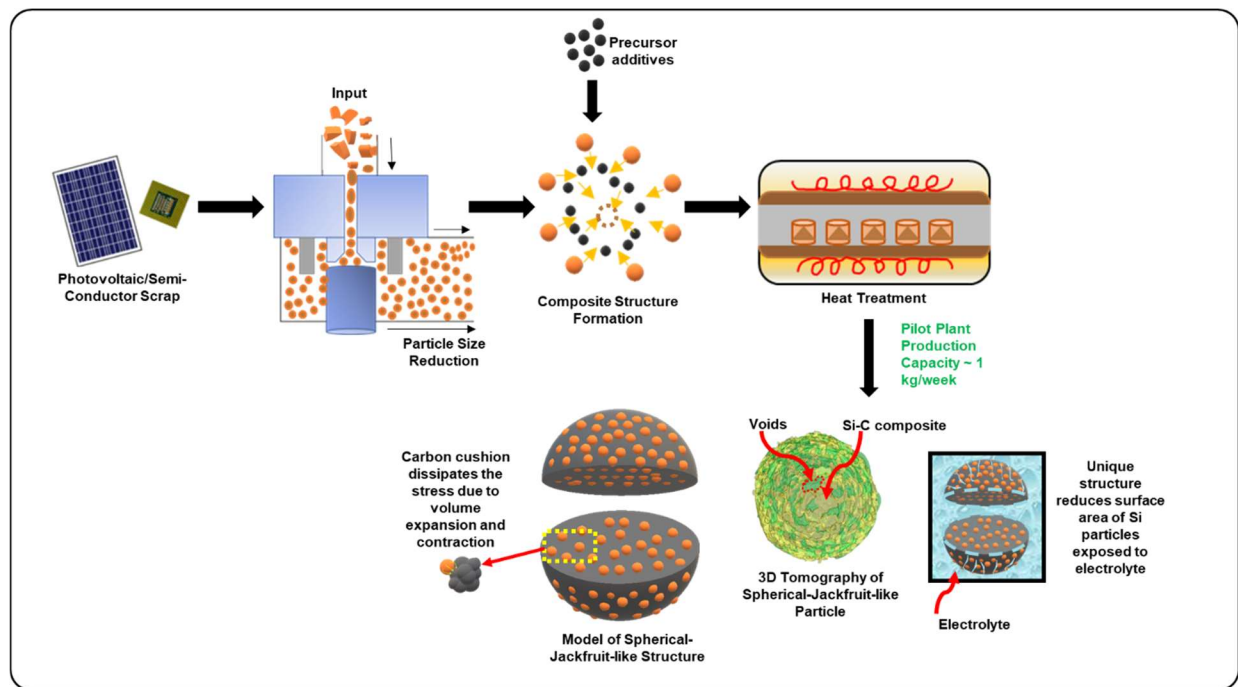 Precursor
additives
Input
Photovoltaic/Semi-
Conductor Scrap
Particle Size
Reduction
Composite Structure
Formation
Heat Treatment
Pilot Plant
Production
Capacity ~ 1
kg/week
Carbon cushion
dissipates the
stress due to
volume
expansion and
contraction
Model of Spherical-
Jackfruit-like Structure
Voids
Si-C composite
3D Tomography of
Spherical-Jackfruit-like
Particle
Electrolyte
Unique
structure
reduces surface
area of Si
particles
exposed to
electrolyte